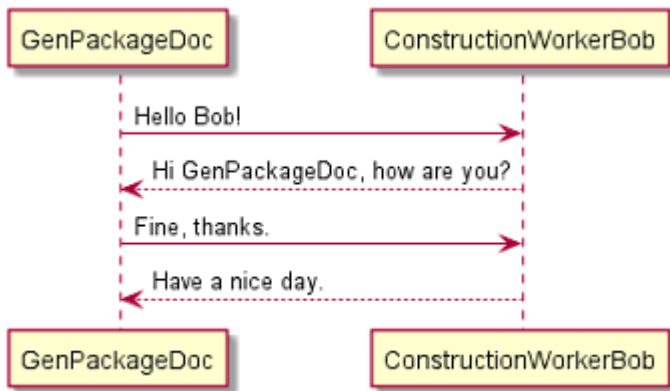 GenPackageDoc
ConstructionWorkerBob
Hello Bob!
Hi GenPackageDoc, how are you?
Fine, thanks.
Have a nice day.
GenPackageDoc
ConstructionWorkerBob